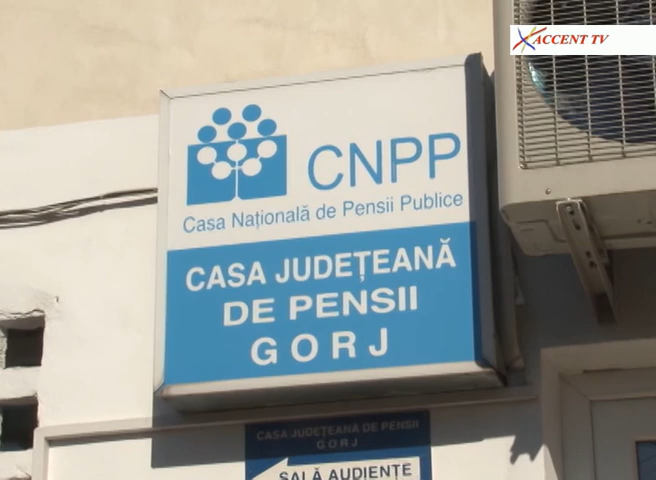 ACCENT TV
CNPP
Casa Națională de Pensii Publice
CASA JUDEȚEANĂ
DE PENSII
GORJ
CASA JUDEȚEANĂ DE PENSII
GORJ
SALĂ AUDIENȚE